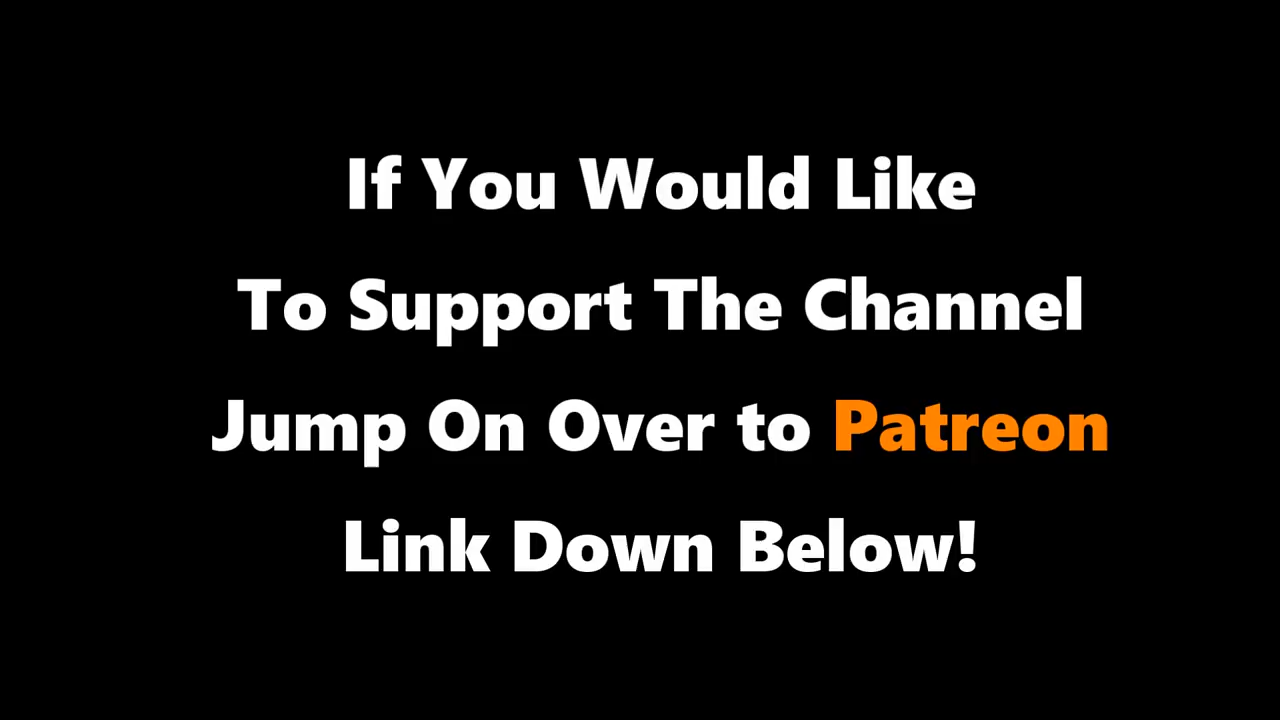 If You Would Like
To Support The Channel
Jump On Over to Patreon
Link Down Below!